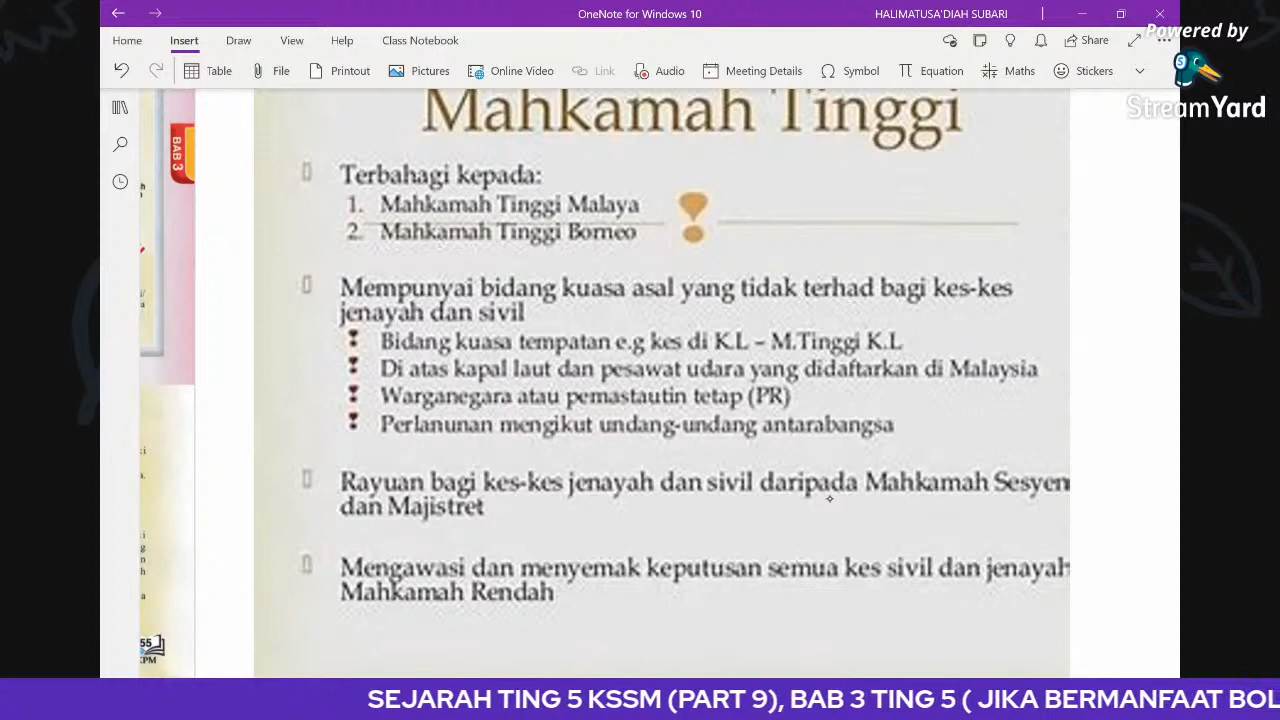 OneNote for Windows 10
HALIMATUSA'DIAH SUBARI
Powered by
StreamYard
Home Insert Draw View Help Class Notebook Share
Table File Printout Pictures Online Video Link Audio Meeting Details Symbol Equation Maths Stickers
BAB 3
Mahkamah Tinggi
Terbahagi kepada:
1. Mahkamah Tinggi Malaya
2. Mahkamah Tinggi Borneo
Mempunyai bidang kuasa asal yang tidak terhad bagi kes-kes
jenayah dan sivil
Bidang kuasa tempatan e.g kes di K.L – M.Tinggi K.L
Di atas kapal laut dan pesawat udara yang didaftarkan di Malaysia
Warganegara atau pemastautin tetap (PR)
Perlanunan mengikut undang-undang antarabangsa
Rayuan bagi kes-kes jenayah dan sivil daripada Mahkamah Sesyen
dan Majistret
Mengawasi dan menyemak keputusan semua kes sivil dan jenayah
Mahkamah Rendah
55
KPM
SEJARAH TING 5 KSSM (PART 9), BAB 3 TING 5 ( JIKA BERMANFAAT BOL